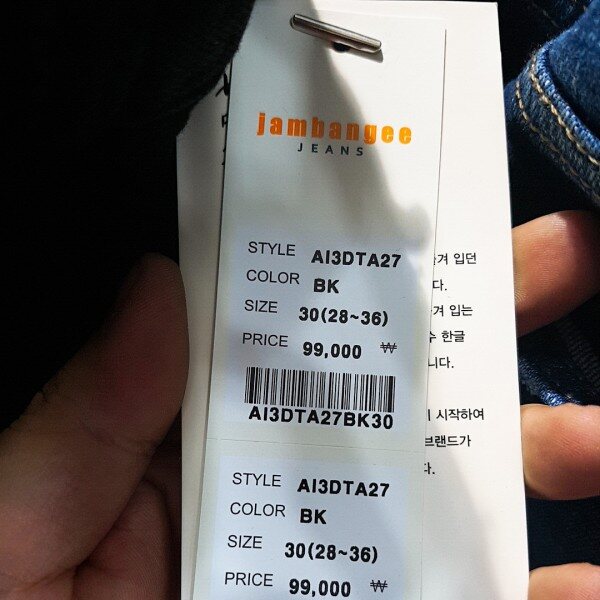 jambangee
JEANS
STYLE AI3DTA27
COLOR BK
SIZE 30(28~36)
PRICE 99,000 ₩
AI3DTA27BK30
STYLE AI3DTA27
COLOR BK
SIZE 30(28~36)
PRICE 99,000 ₩
겨 입던
다.
겨 입는
수 한글
니다.
시작하여
브랜드가
다.